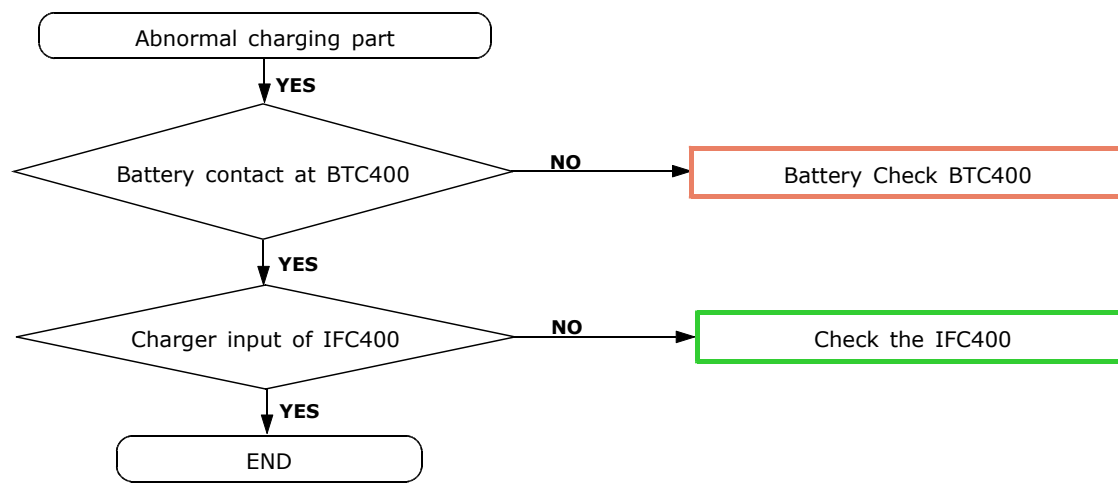 Abnormal charging part
YES
Battery contact at BTC400
NO
Battery Check BTC400
YES
Charger input of IFC400
NO
Check the IFC400
YES
END